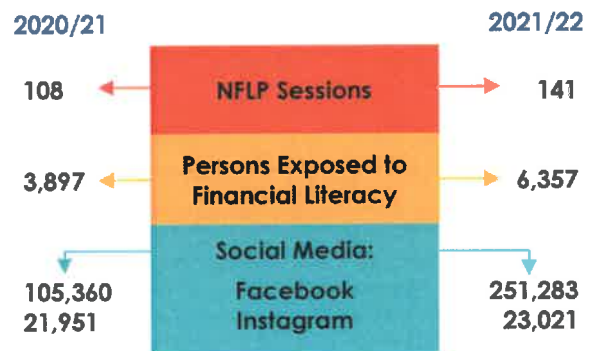 2020/21 2021/22
108 NFLP Sessions 141
3,897 Persons Exposed to Financial Literacy 6,357
Social Media:
105,360 Facebook 251,283
21,951 Instagram 23,021